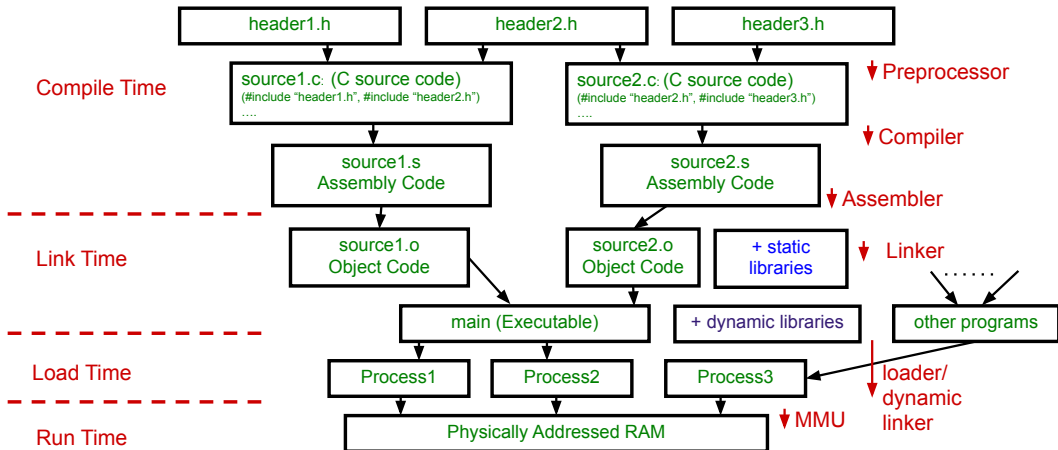 header1.h
header2.h
header3.h
Compile Time
source1.c: (C source code)
(#include “header1.h”, #include “header2.h”)
....
source2.c: (C source code)
(#include “header2.h”, #include “header3.h”)
....
Preprocessor
Compiler
source1.s
Assembly Code
source2.s
Assembly Code
Assembler
Link Time
source1.o
Object Code
source2.o
Object Code
+ static
libraries
Linker
......
main (Executable)
+ dynamic libraries
other programs
Load Time
Process1
Process2
Process3
loader/
dynamic
linker
Run Time
Physically Addressed RAM
MMU